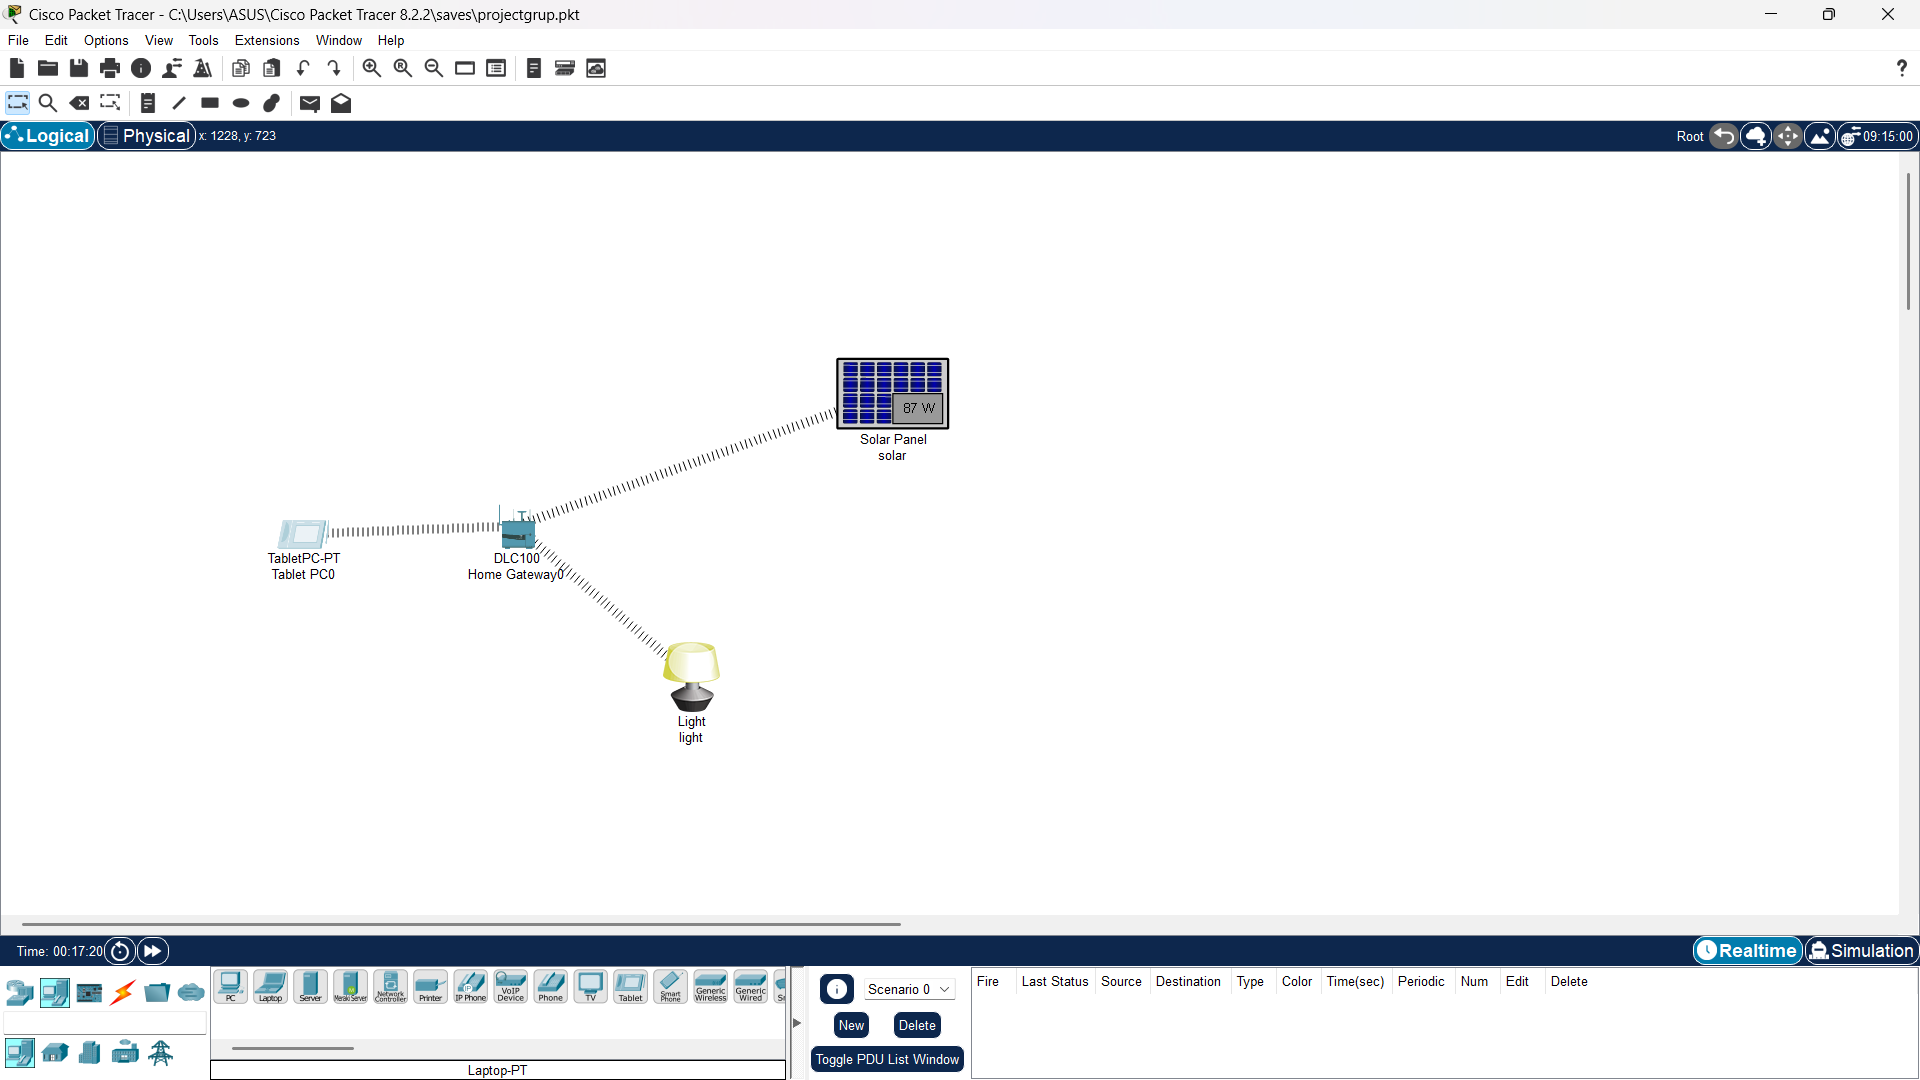 Cisco Packet Tracer - C:\Users\ASUS\Cisco Packet Tracer 8.2.2\saves\projectgrup.pkt
File Edit Options View Tools Extensions Window Help
Logical Physical x: 1228, y: 723 Root 09:15:00
87 W
Solar Panel
solar
TabletPC-PT
Tablet PC0
DLC100
Home Gateway0
Light
light
Time: 00:17:20 Realtime Simulation
PC Laptop Server Meraki Server Network Controller Printer IP Phone VoIP Device Phone TV Tablet Smart Phone Generic Wireless Generic Wired
Laptop-PT
Scenario 0
New Delete
Toggle PDU List Window
Fire Last Status Source Destination Type Color Time(sec) Periodic Num Edit Delete